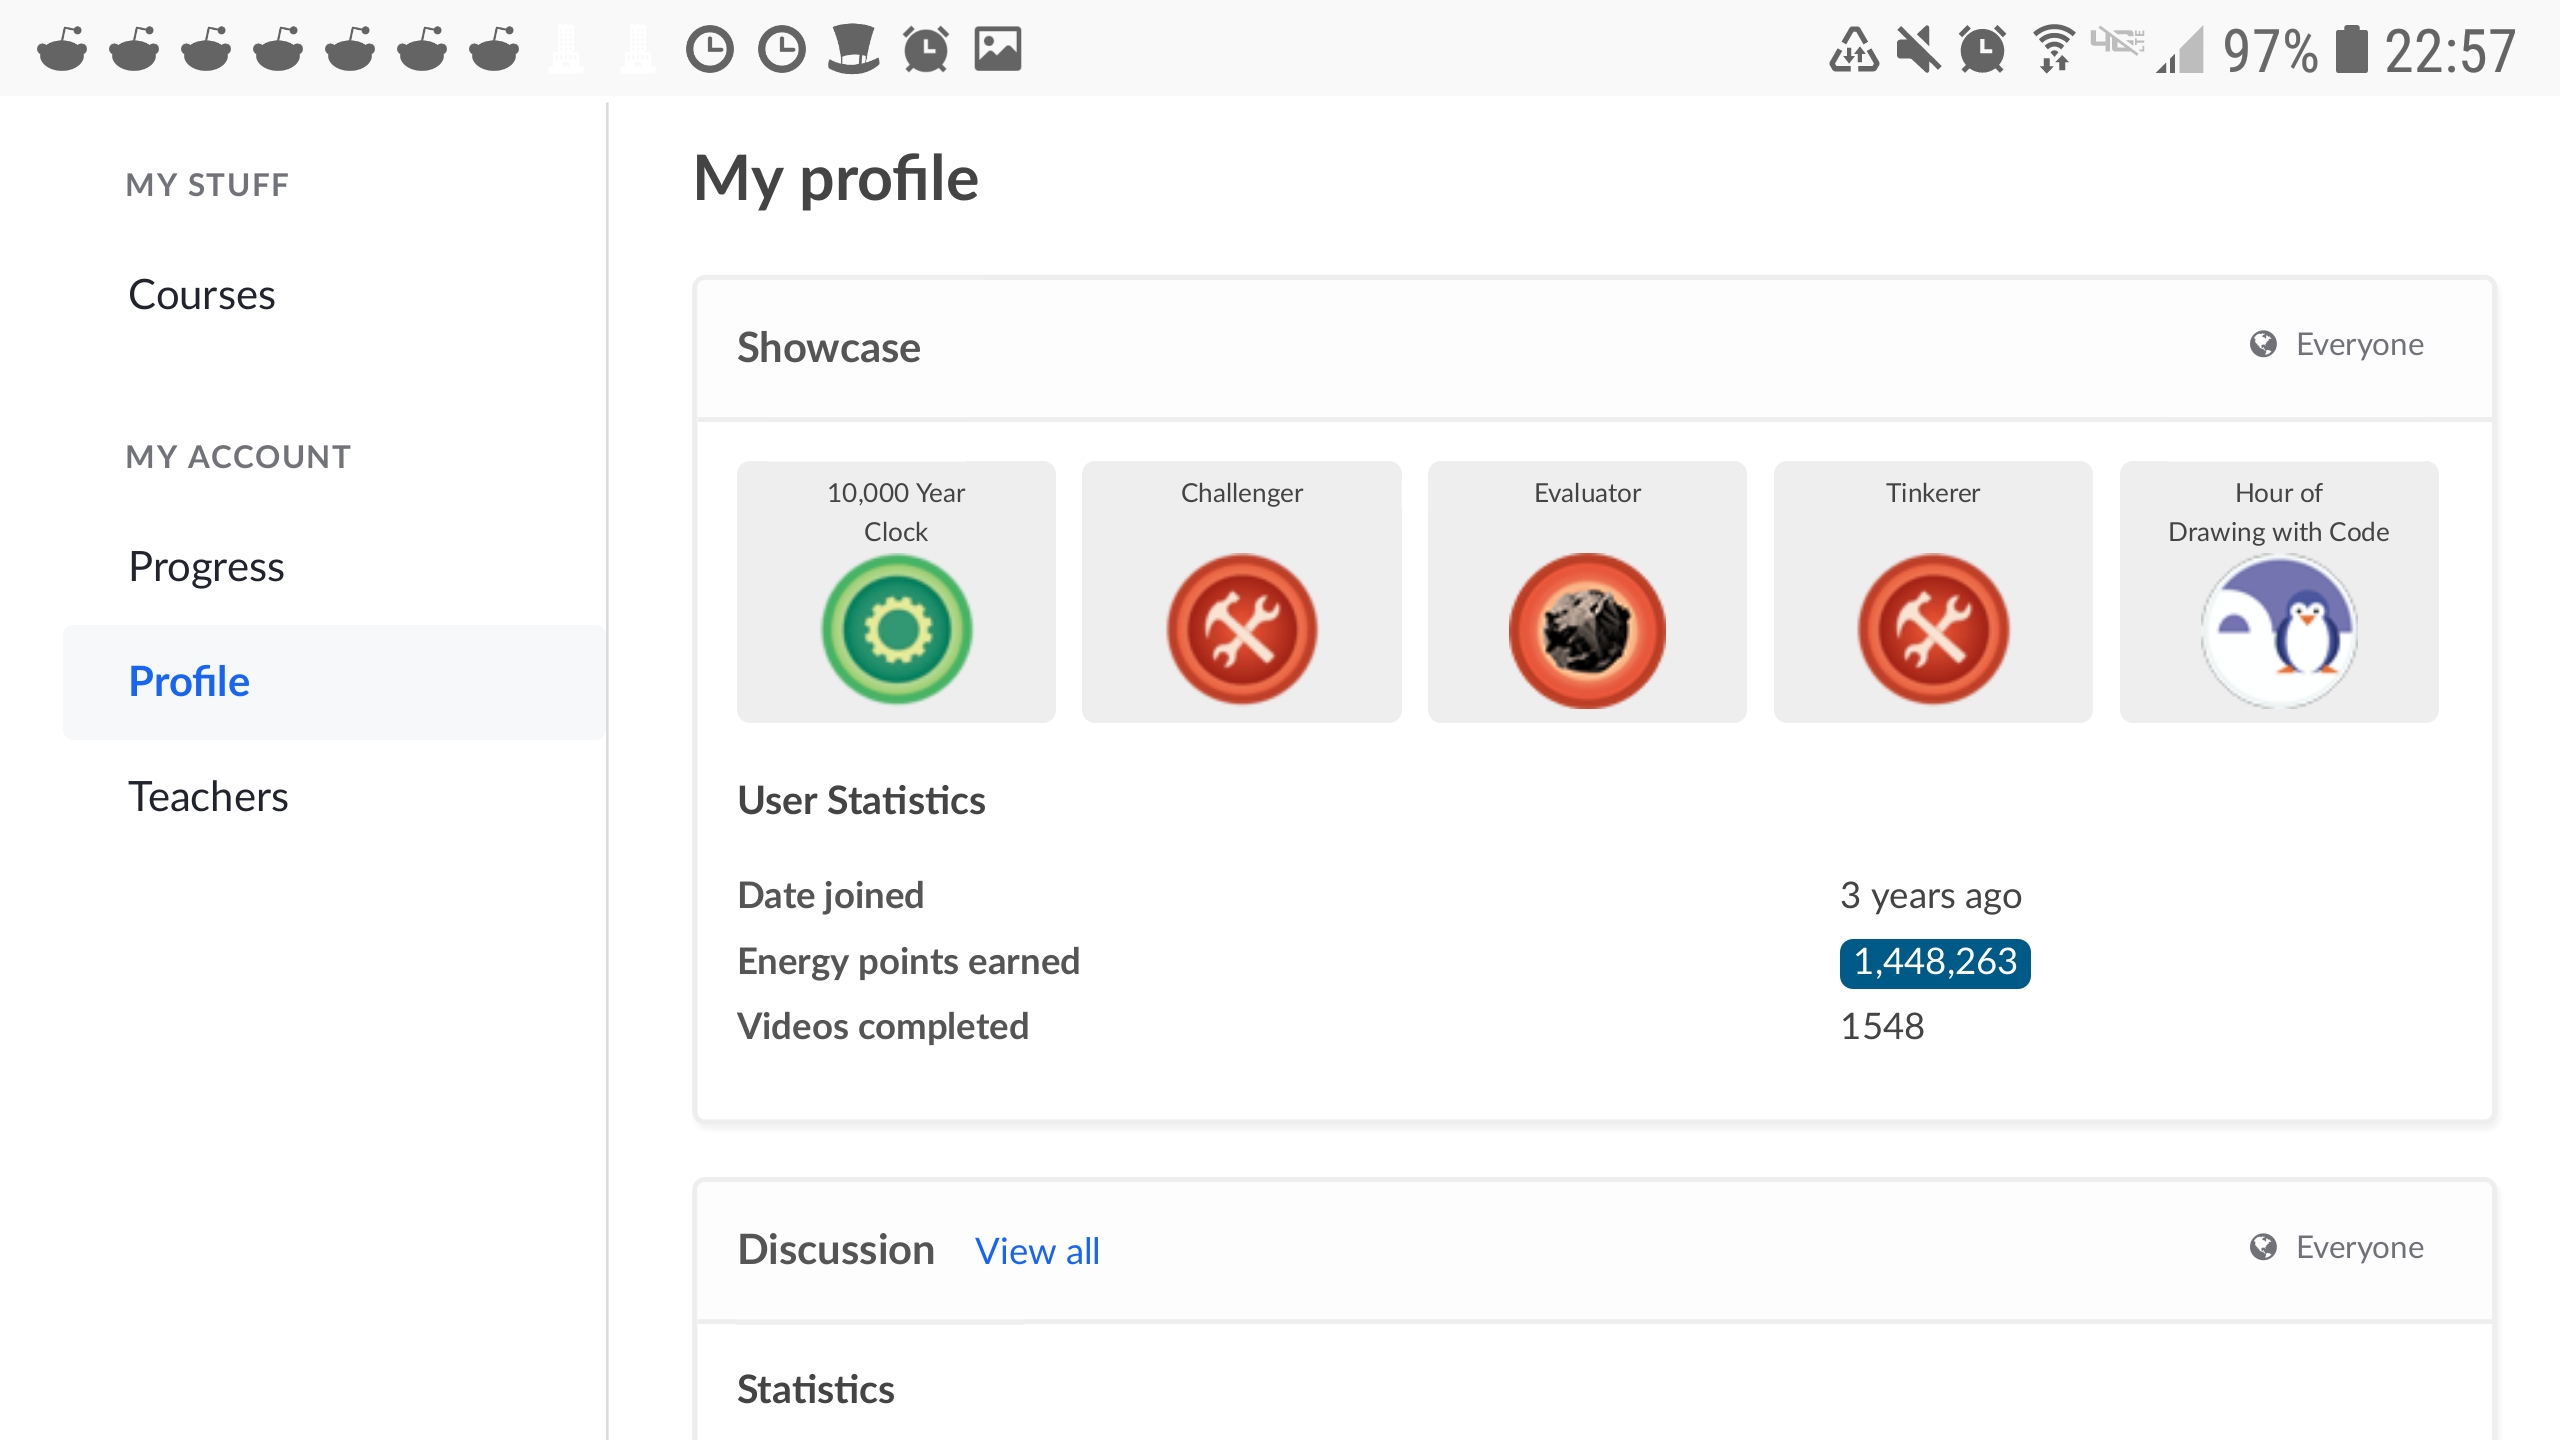 97% 22:57
MY STUFF
Courses
MY ACCOUNT
Progress
Profile
Teachers
My profile
Showcase
Everyone
10,000 Year
Clock
Challenger
Evaluator
Tinkerer
Hour of
Drawing with Code
User Statistics
Date joined
3 years ago
Energy points earned
1,448,263
Videos completed
1548
Discussion View all
Everyone
Statistics